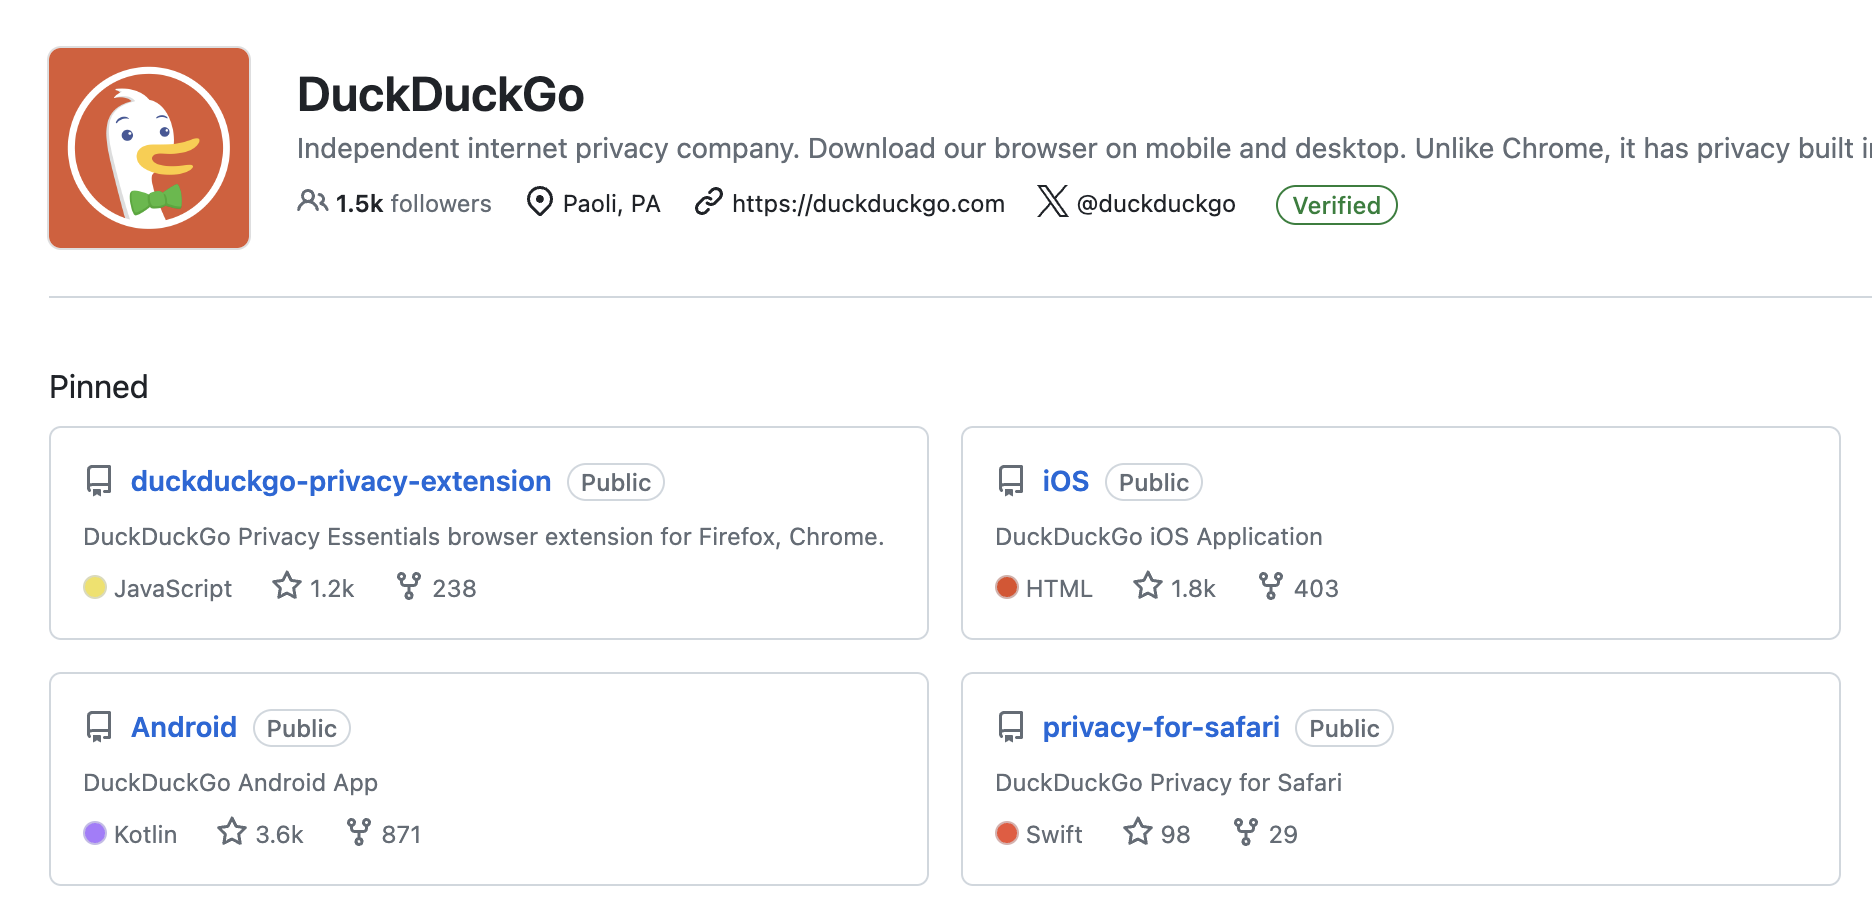 DuckDuckGo
Independent internet privacy company. Download our browser on mobile and desktop. Unlike Chrome, it has privacy built
1.5k followers Paoli, PA https://duckduckgo.com @duckduckgo Verified
Pinned
duckduckgo-privacy-extension Public
DuckDuckGo Privacy Essentials browser extension for Firefox, Chrome.
JavaScript 1.2k 238
iOS Public
DuckDuckGo iOS Application
HTML 1.8k 403
Android Public
DuckDuckGo Android App
Kotlin 3.6k 871
privacy-for-safari Public
DuckDuckGo Privacy for Safari
Swift 98 29